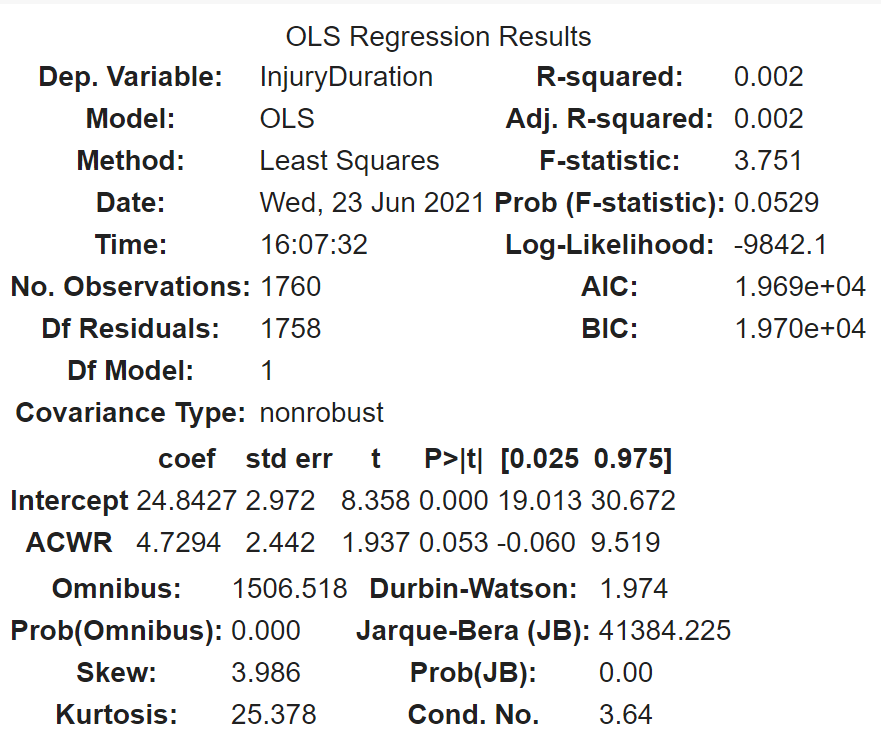 OLS Regression Results
Dep. Variable: InjuryDuration R-squared: 0.002
Model: OLS Adj. R-squared: 0.002
Method: Least Squares F-statistic: 3.751
Date: Wed, 23 Jun 2021 Prob (F-statistic): 0.0529
Time: 16:07:32 Log-Likelihood: -9842.1
No. Observations: 1760 AIC: 1.969e+04
Df Residuals: 1758 BIC: 1.970e+04
Df Model: 1
Covariance Type: nonrobust
coef std err t P>|t| [0.025 0.975]
Intercept 24.8427 2.972 8.358 0.000 19.013 30.672
ACWR 4.7294 2.442 1.937 0.053 -0.060 9.519
Omnibus: 1506.518 Durbin-Watson: 1.974
Prob(Omnibus): 0.000 Jarque-Bera (JB): 41384.225
Skew: 3.986 Prob(JB): 0.00
Kurtosis: 25.378 Cond. No. 3.64